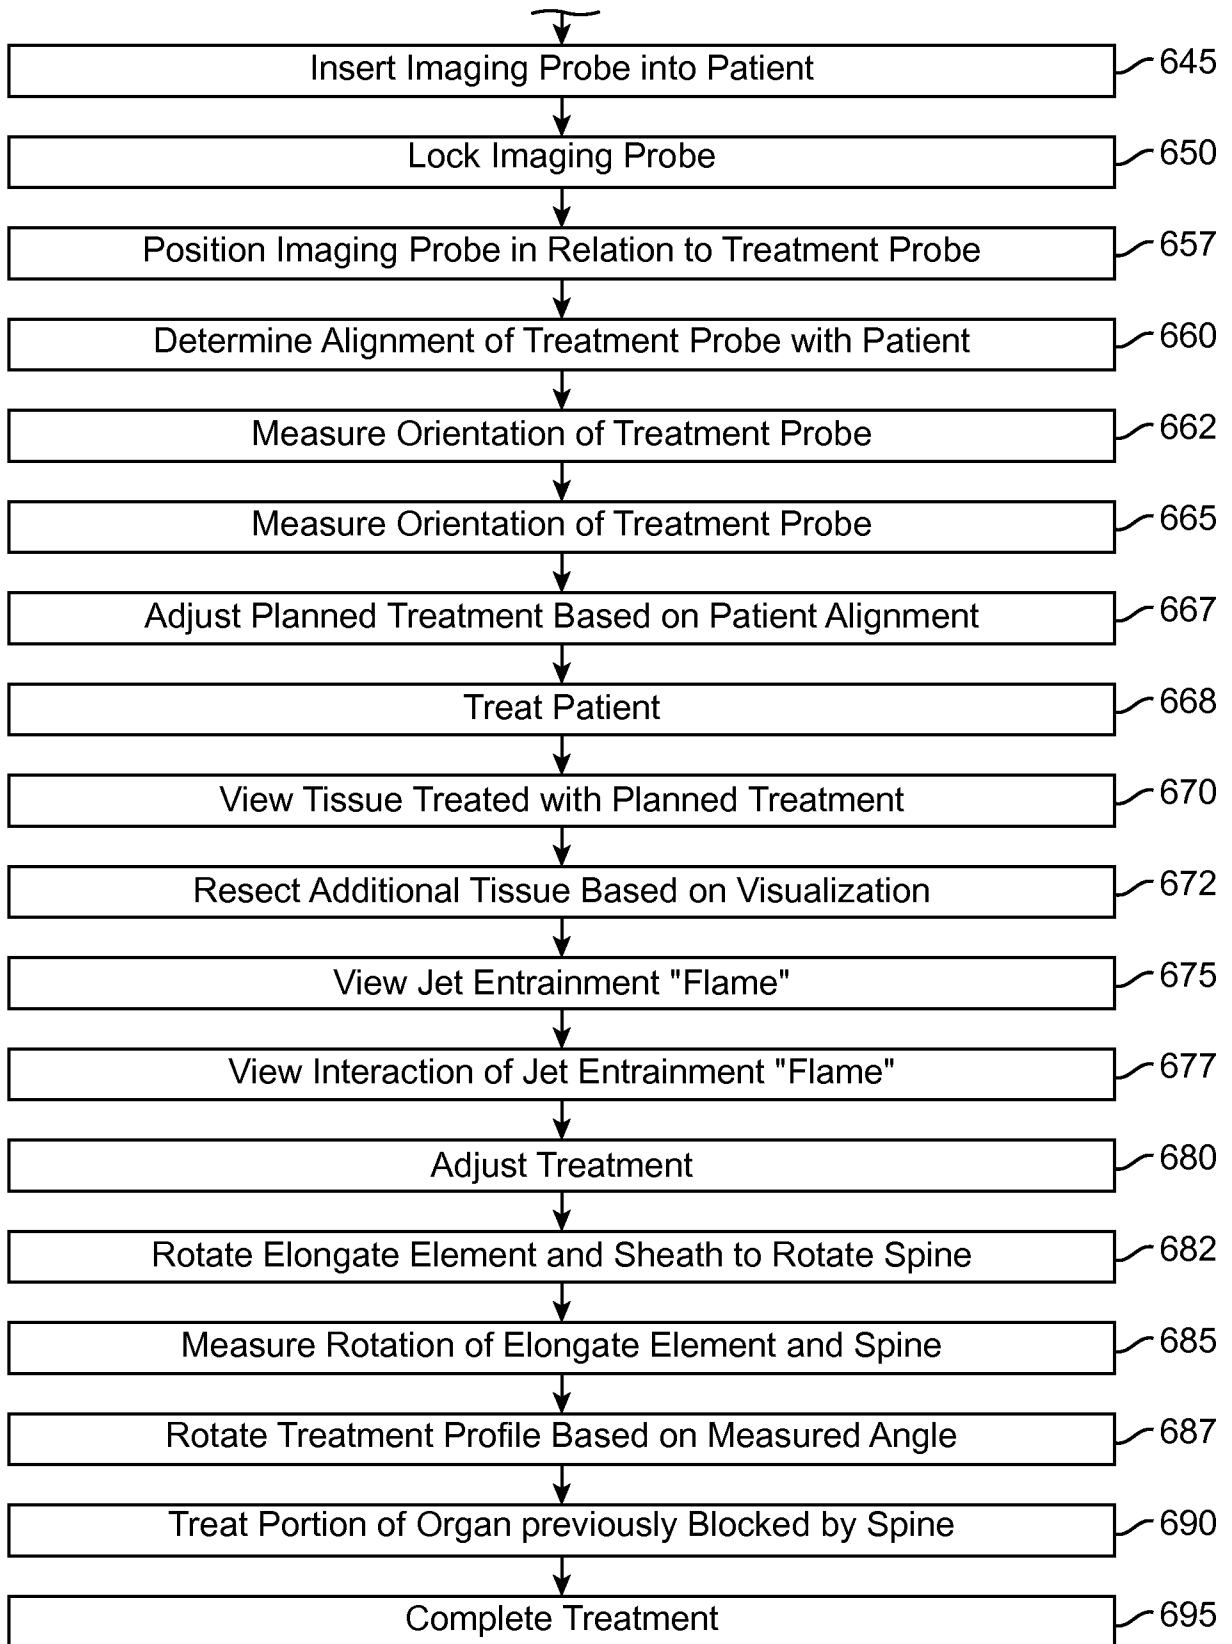 Insert Imaging Probe into Patient 645
Lock Imaging Probe 650
Position Imaging Probe in Relation to Treatment Probe 657
Determine Alignment of Treatment Probe with Patient 660
Measure Orientation of Treatment Probe 662
Measure Orientation of Treatment Probe 665
Adjust Planned Treatment Based on Patient Alignment 667
Treat Patient 668
View Tissue Treated with Planned Treatment 670
Resect Additional Tissue Based on Visualization 672
View Jet Entrainment "Flame" 675
View Interaction of Jet Entrainment "Flame" 677
Adjust Treatment 680
Rotate Elongate Element and Sheath to Rotate Spine 682
Measure Rotation of Elongate Element and Spine 685
Rotate Treatment Profile Based on Measured Angle 687
Treat Portion of Organ previously Blocked by Spine 690
Complete Treatment 695